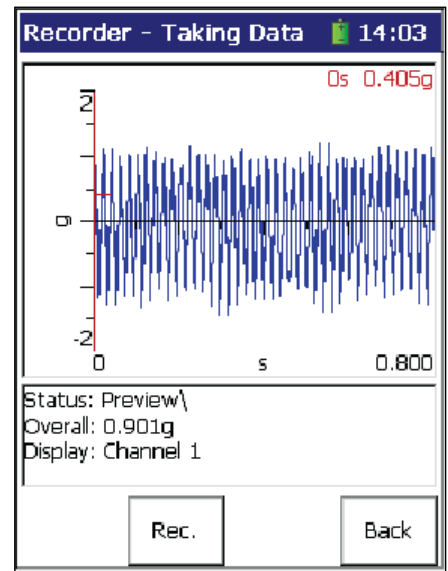 Recorder - Taking Data 14:03
0s 0.405g
2
g
-2
0 s 0.800
Status: Preview\
Overall: 0.901g
Display: Channel 1
Rec. Back